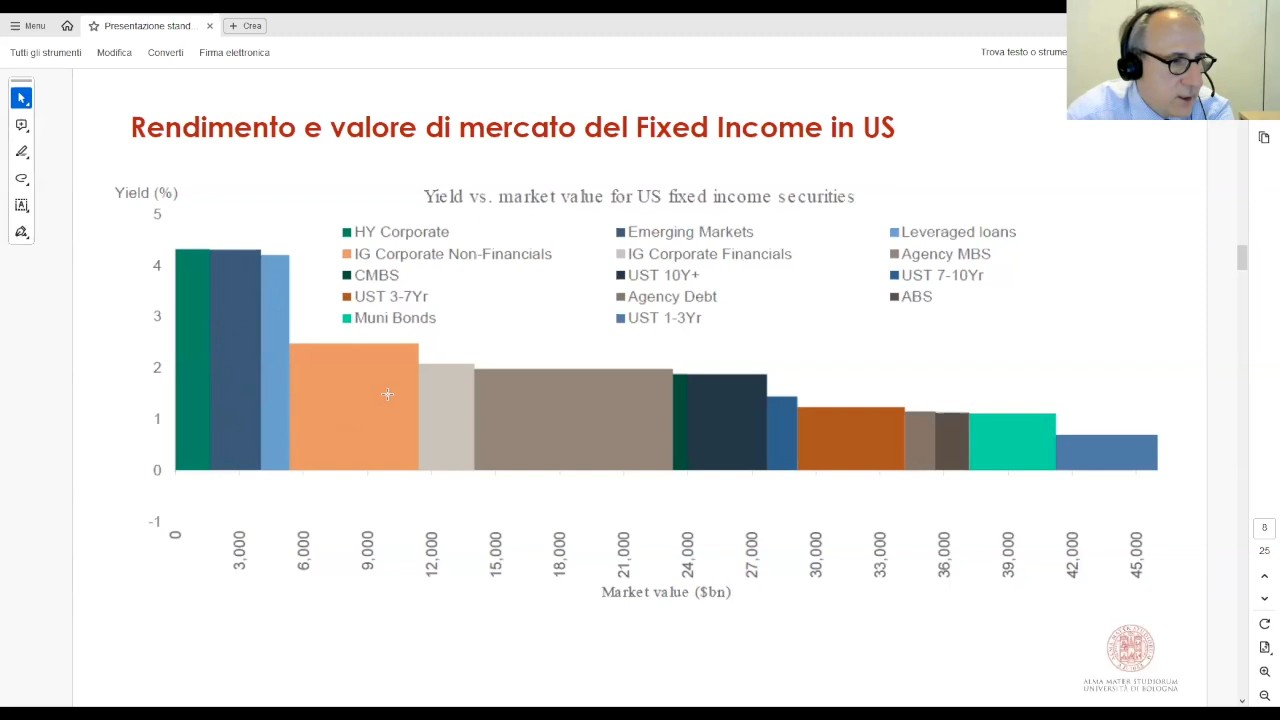 Menu
Presentazione stand...
Crea
Tutti gli strumenti Modifica Converti Firma elettronica
Trova testo o strume
Rendimento e valore di mercato del Fixed Income in US
Yield (%)
Yield vs. market value for US fixed income securities
HY Corporate Emerging Markets Leveraged loans
IG Corporate Non-Financials IG Corporate Financials Agency MBS
CMBS UST 10Y+ UST 7-10Yr
UST 3-7Yr Agency Debt ABS
Muni Bonds UST 1-3Yr
5
4
3
2
1
0
-1
0 3,000 6,000 9,000 12,000 15,000 18,000 21,000 24,000 27,000 30,000 33,000 36,000 39,000 42,000 45,000
Market value ($bn)
8
25
ALMA MATER STUDIORUM
UNIVERSITÀ DI BOLOGNA